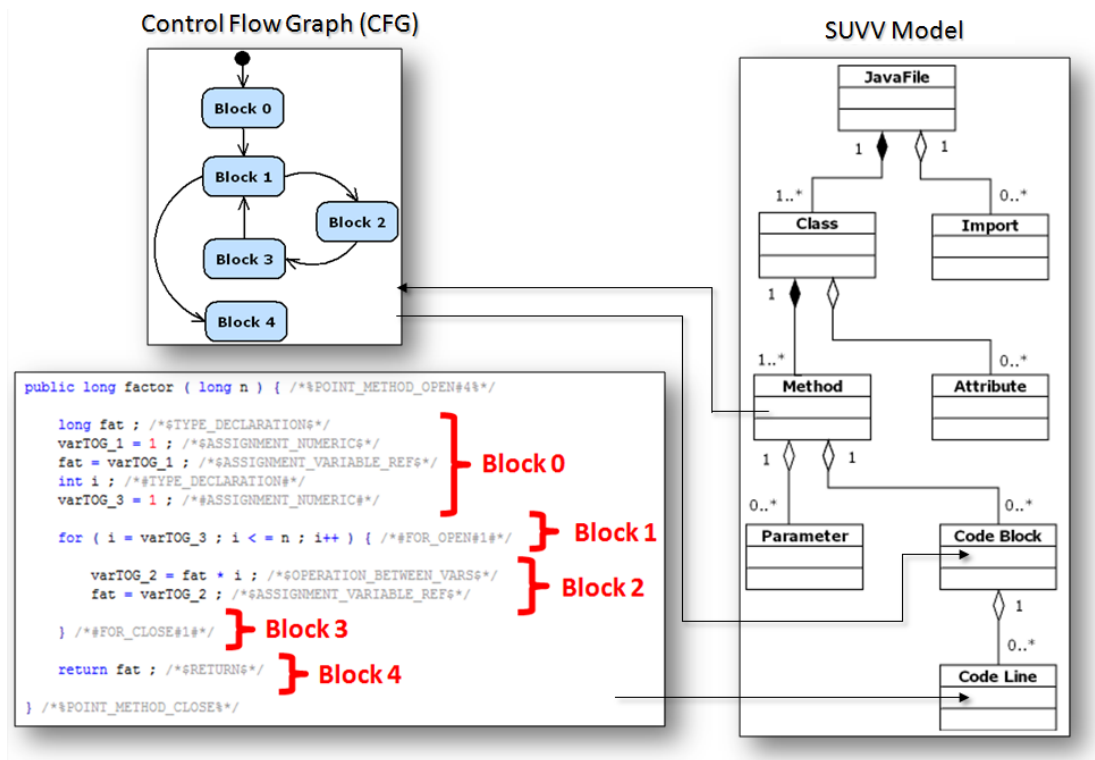 Control Flow Graph (CFG)
Block 0
Block 1
Block 2
Block 3
Block 4
public long factor ( long n ) { /*%POINT_METHOD_OPEN#4%*/
long fat ; /*$TYPE_DECLARATION$*/
varTOG_1 = 1 ; /*$ASSIGNMENT_NUMERIC$*/
fat = varTOG_1 ; /*$ASSIGNMENT_VARIABLE_REF$*/
int i ; /*#TYPE_DECLARATION#*/
varTOG_3 = 1 ; /*#ASSIGNMENT_NUMERIC#*/
Block 0
for ( i = varTOG_3 ; i < = n ; i++ ) { /*#FOR_OPEN#1#*/
Block 1
varTOG_2 = fat * i ; /*$OPERATION_BETWEEN_VARS$*/
fat = varTOG_2 ; /*$ASSIGNMENT_VARIABLE_REF$*/
Block 2
} /*#FOR_CLOSE#1#*/
Block 3
return fat ; /*$RETURN$*/
Block 4
} /*%POINT_METHOD_CLOSE%*/
SUVV Model
JavaFile
1 1
1..* 0..*
Class
Import
1
1..* 0..*
Method
Attribute
1 1
0..* 0..*
Parameter
Code Block
1
0..*
Code Line